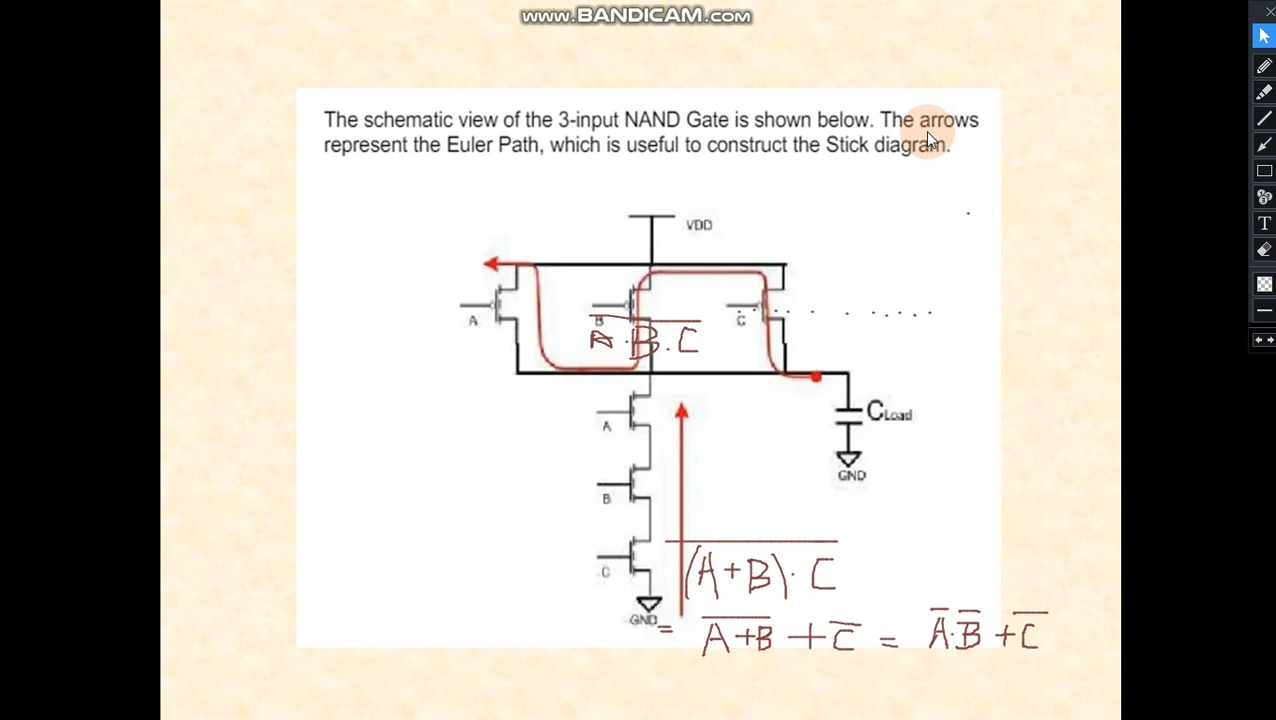 www.BANDICAM.com
The schematic view of the 3-input NAND Gate is shown below. The arrows
represent the Euler Path, which is useful to construct the Stick diagram.
VDD
A
B
C
A̅ ̅·̅ ̅B̅ ̅·̅ ̅C̅
CLoad
A
GND
B
C
(̅A̅+̅B̅)̅·̅C̅
GND
= A̅+̅B̅ + C̅ = A̅·B̅ + C̅
T